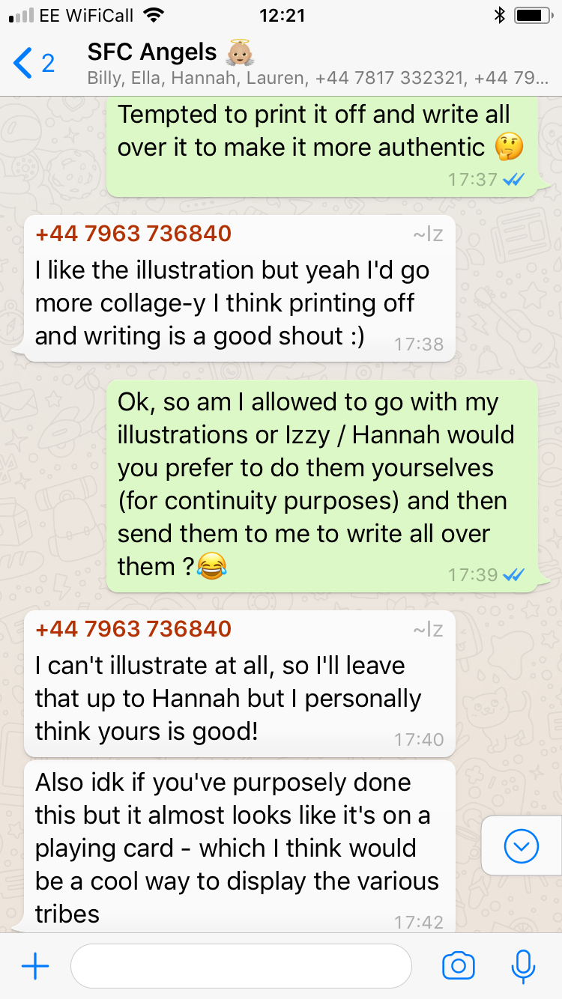 EE WiFiCall 12:21
2
SFC Angels 👼🏼
Billy, Ella, Hannah, Lauren, +44 7817 332321, +44 79...
Tempted to print it off and write all
over it to make it more authentic 🤔
17:37
+44 7963 736840 ~Iz
I like the illustration but yeah I'd go
more collage-y I think printing off
and writing is a good shout :) 17:38
Ok, so am I allowed to go with my
illustrations or Izzy / Hannah would
you prefer to do them yourselves
(for continuity purposes) and then
send them to me to write all over
them ?😂 17:39
+44 7963 736840 ~Iz
I can't illustrate at all, so I'll leave
that up to Hannah but I personally
think yours is good! 17:40
Also idk if you've purposely done
this but it almost looks like it's on a
playing card - which I think would
be a cool way to display the various
tribes 17:42